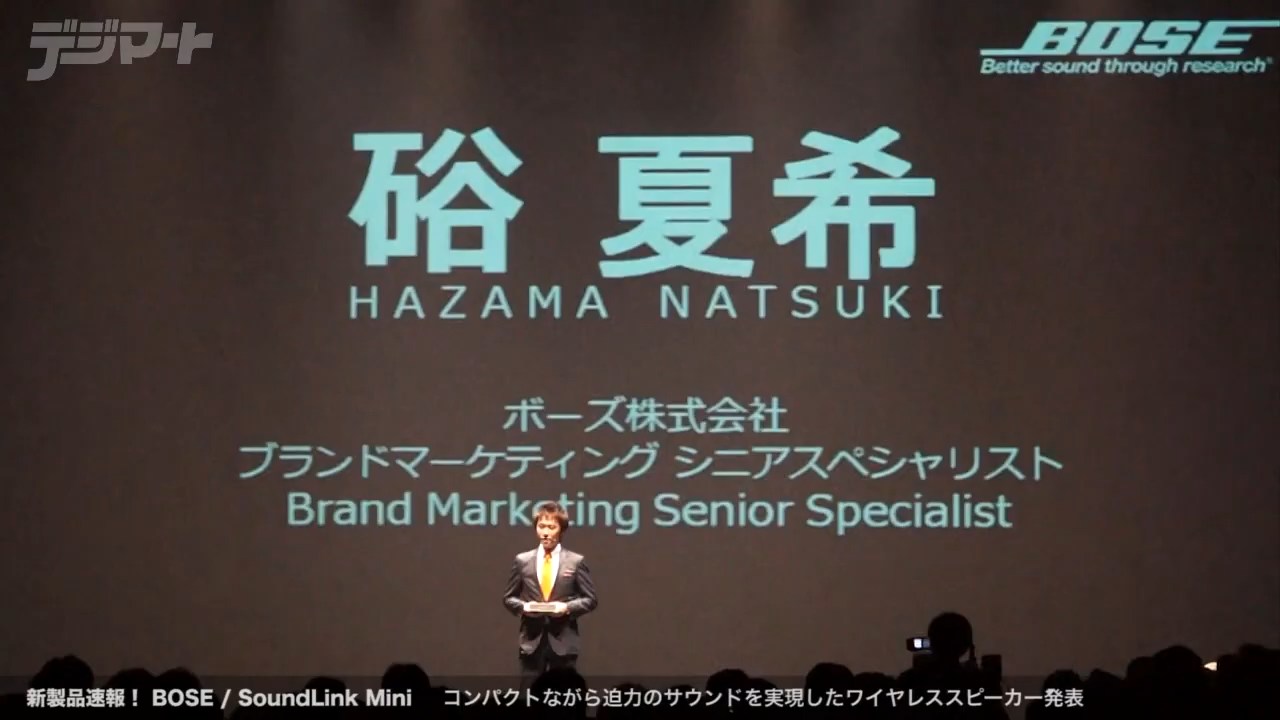 デジマート
BOSE
Better sound through research®
硲 夏希
HAZAMA NATSUKI
ボーズ株式会社
ブランドマーケティング シニアスペシャリスト
Brand Marketing Senior Specialist
新製品速報！ BOSE / SoundLink Mini コンパクトながら迫力のサウンドを実現したワイヤレススピーカー発表